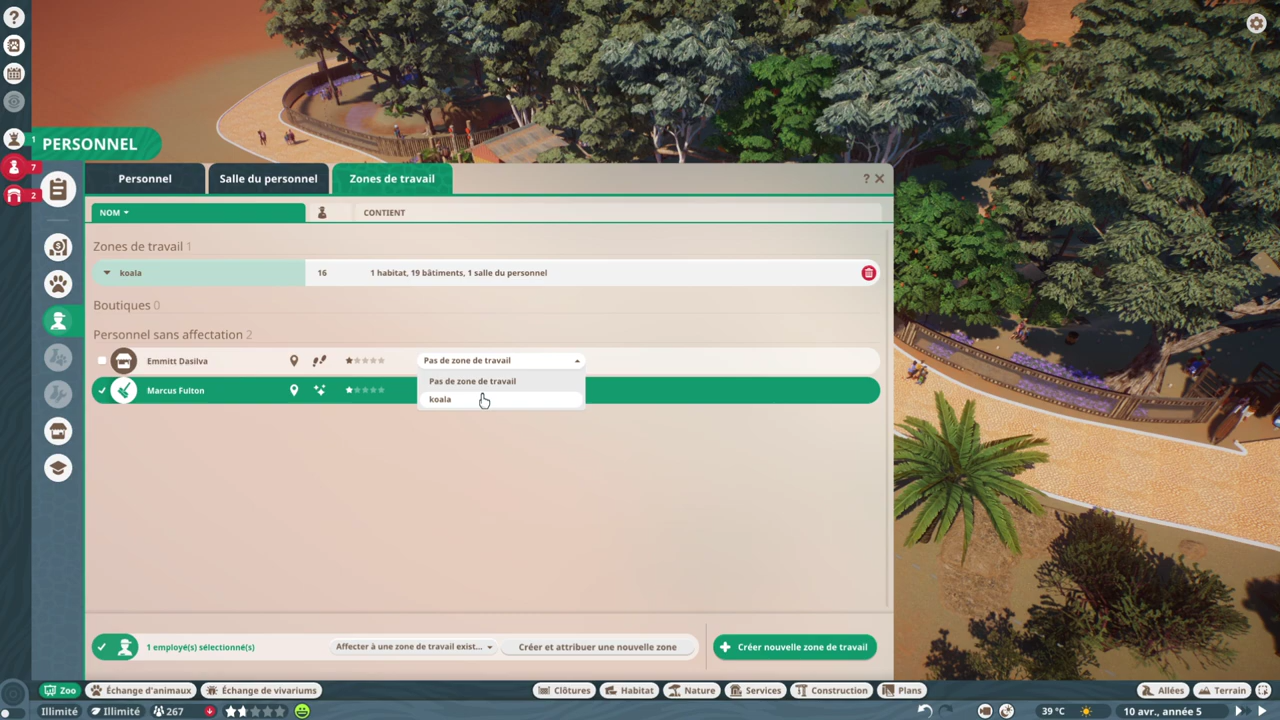 ?
1
PERSONNEL
7
2
Personnel
Salle du personnel
Zones de travail
?
NOM
CONTIENT
Zones de travail 1
koala
16
1 habitat, 19 bâtiments, 1 salle du personnel
Boutiques 0
Personnel sans affectation 2
Emmitt Dasilva
Pas de zone de travail
Pas de zone de travail
Marcus Fulton
koala
1 employé(s) sélectionné(s)
Affecter à une zone de travail exist...
Créer et attribuer une nouvelle zone
Créer nouvelle zone de travail
Zoo
Échange d'animaux
Échange de vivariums
Clôtures
Habitat
Nature
Services
Construction
Plans
Allées
Terrain
Illimité
Illimité
267
39 °C
10 avr., année 5